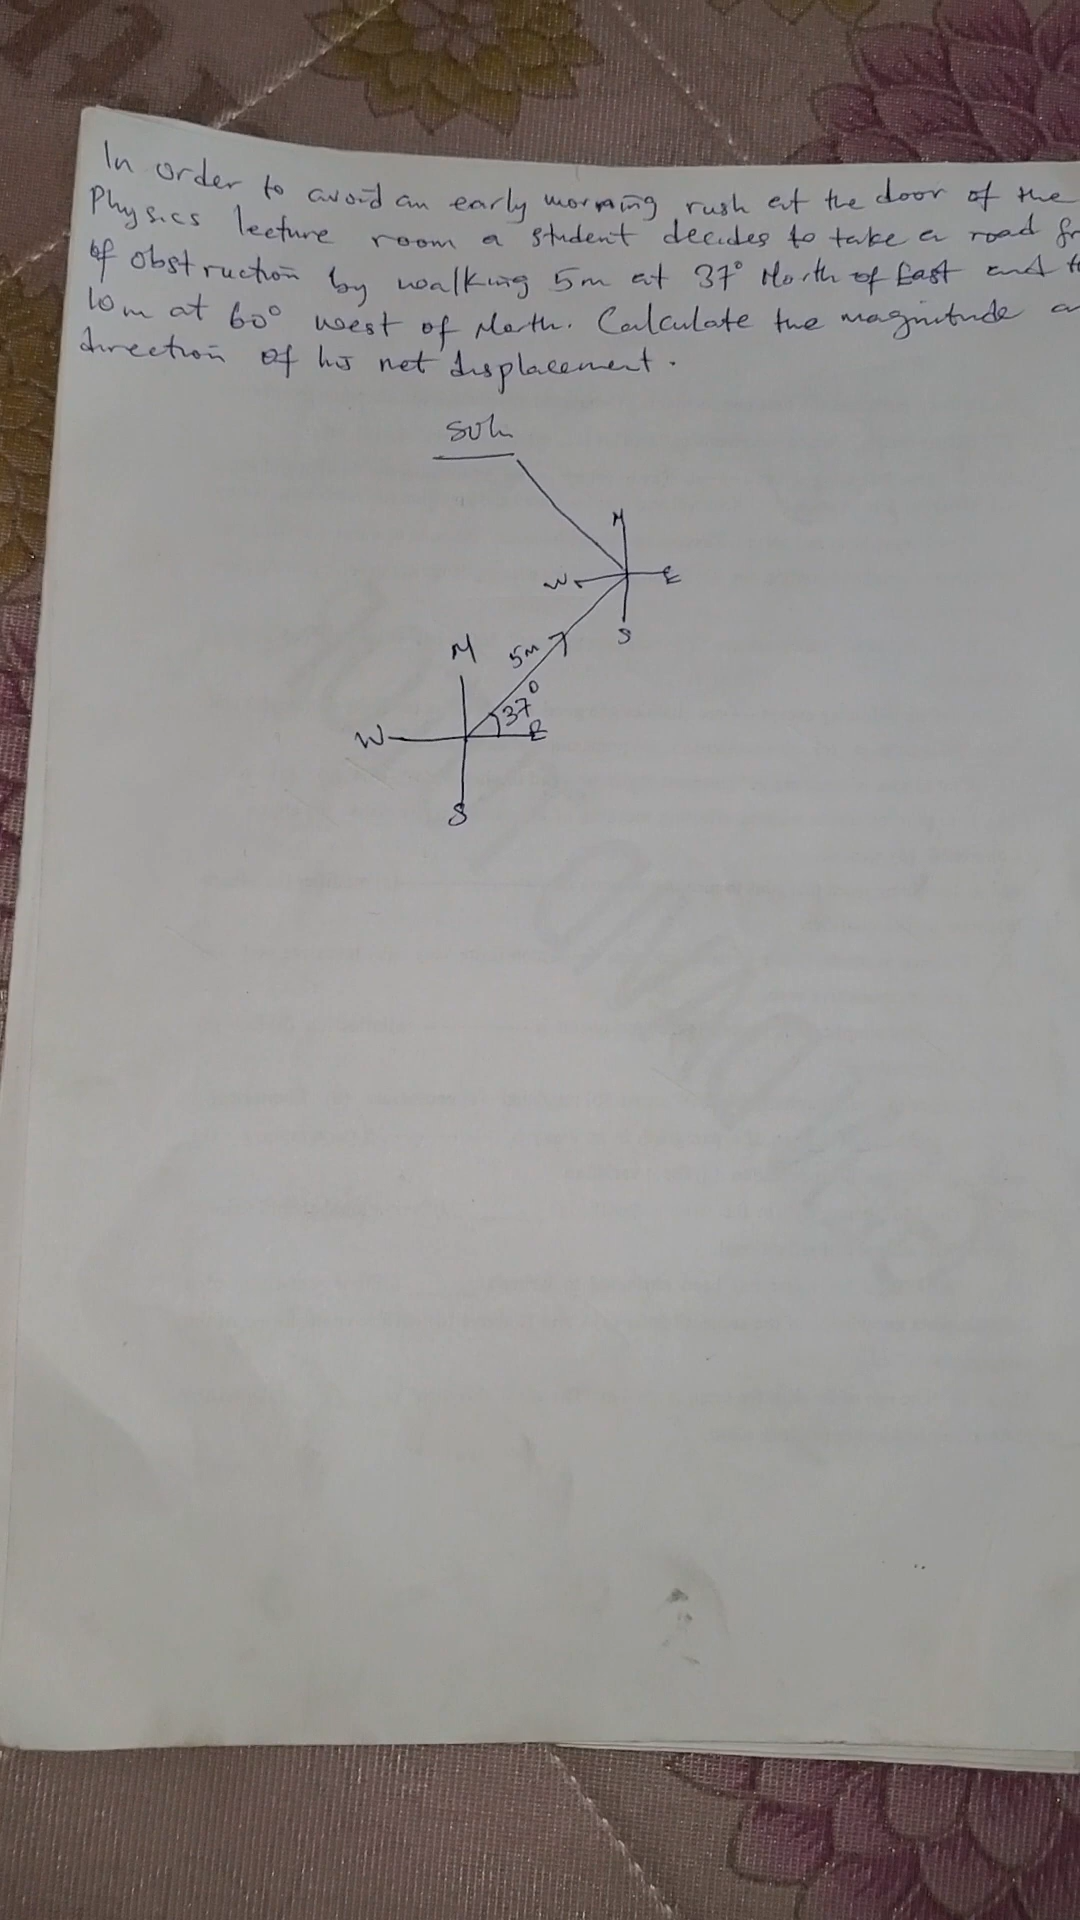 In order to avoid an early morning rush at the door of the
Physics lecture room a student decides to take a road
of obstruction by walking 5m at 37° North of East and
10m at 60° west of North. Calculate the magnitude
direction of his net displacement.
soln
N
W E
S
5m
N
37°
W E
S